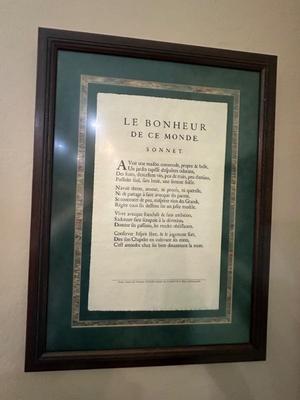 LE BONHEUR
DE CE MONDE.
SONNET.
AVoir une maison commode, propre & belle,
Un jardin tapissé d'espaliers odorans,
Des fruits, d'excellent vin, peu de train, peu d'enfans,
Posseder seul, sans bruit, une femme fidéle.
N'avoir dettes, amour, ni procés, ni querelle,
Ni de partage à faire avecque ses parens,
Se contenter de peu, n'espérer rien des Grands,
Régler tous ses desseins sur un juste modéle.
Vivre avecque franchise & sans ambition,
S'adonner sans scrupule à la dévotion,
Domter ses passions, les rendre obéissantes.
Conserver l'esprit libre, & le jugement fort,
Dire son Chapelet en cultivant ses entes,
C'est attendre chez soi bien doucement la mort.